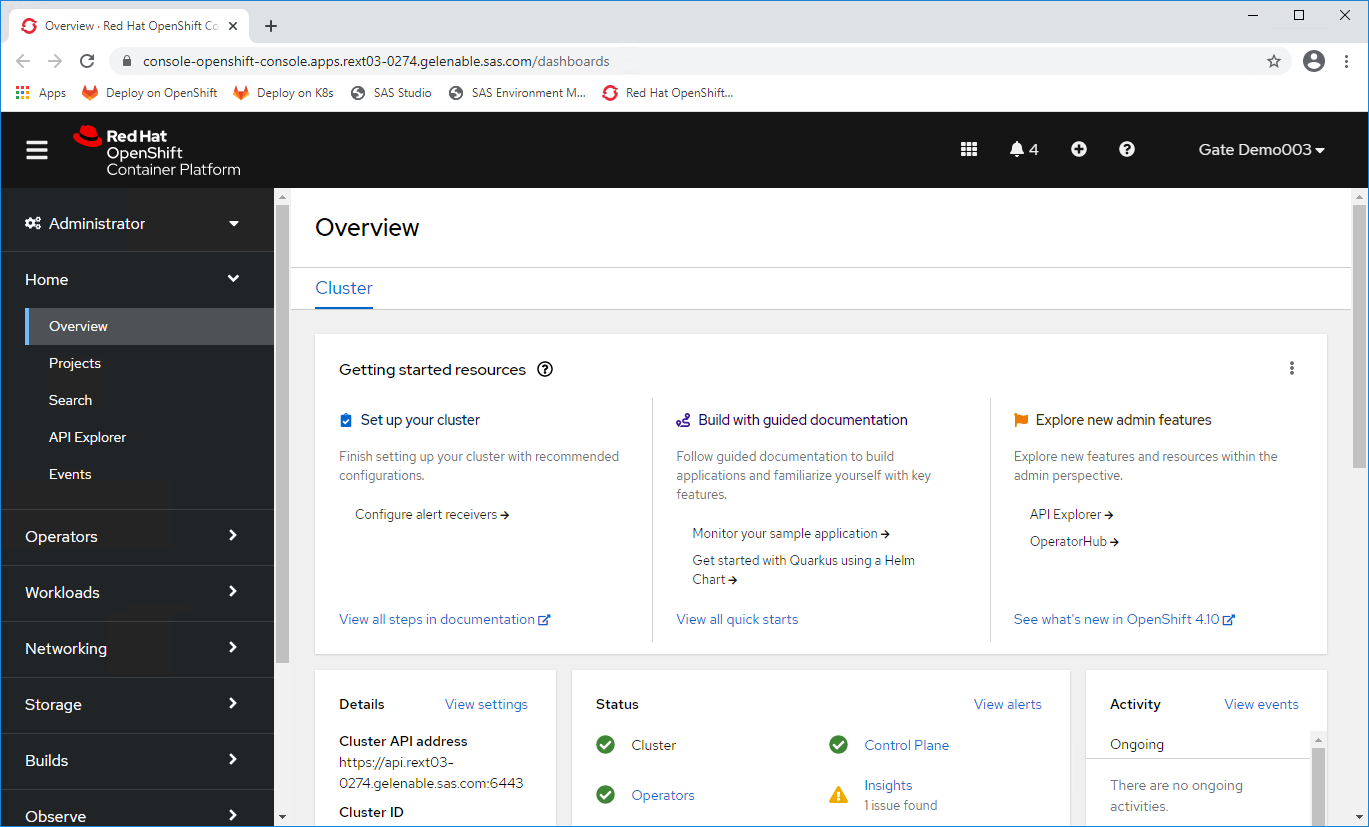 Overview · Red Hat OpenShift Co
console-openshift-console.apps.rext03-0274.gelenable.sas.com/dashboards
Apps
Deploy on OpenShift
Deploy on K8s
SAS Studio
SAS Environment M...
Red Hat OpenShift...
Red Hat
OpenShift
Container Platform
4
Gate Demo003
Administrator
Home
Overview
Projects
Search
API Explorer
Events
Operators
Workloads
Networking
Storage
Builds
Observe
Overview
Cluster
Getting started resources
Set up your cluster
Finish setting up your cluster with recommended
configurations.
Configure alert receivers
View all steps in documentation
Build with guided documentation
Follow guided documentation to build
applications and familiarize yourself with key
features.
Monitor your sample application
Get started with Quarkus using a Helm
Chart
View all quick starts
Explore new admin features
Explore new features and resources within the
admin perspective.
API Explorer
OperatorHub
See what's new in OpenShift 4.10
Details
View settings
Cluster API address
https://api.rext03-
0274.gelenable.sas.com:6443
Cluster ID
Status
View alerts
Cluster
Control Plane
Operators
Insights
1 issue found
Activity
View events
Ongoing
There are no ongoing
activities.